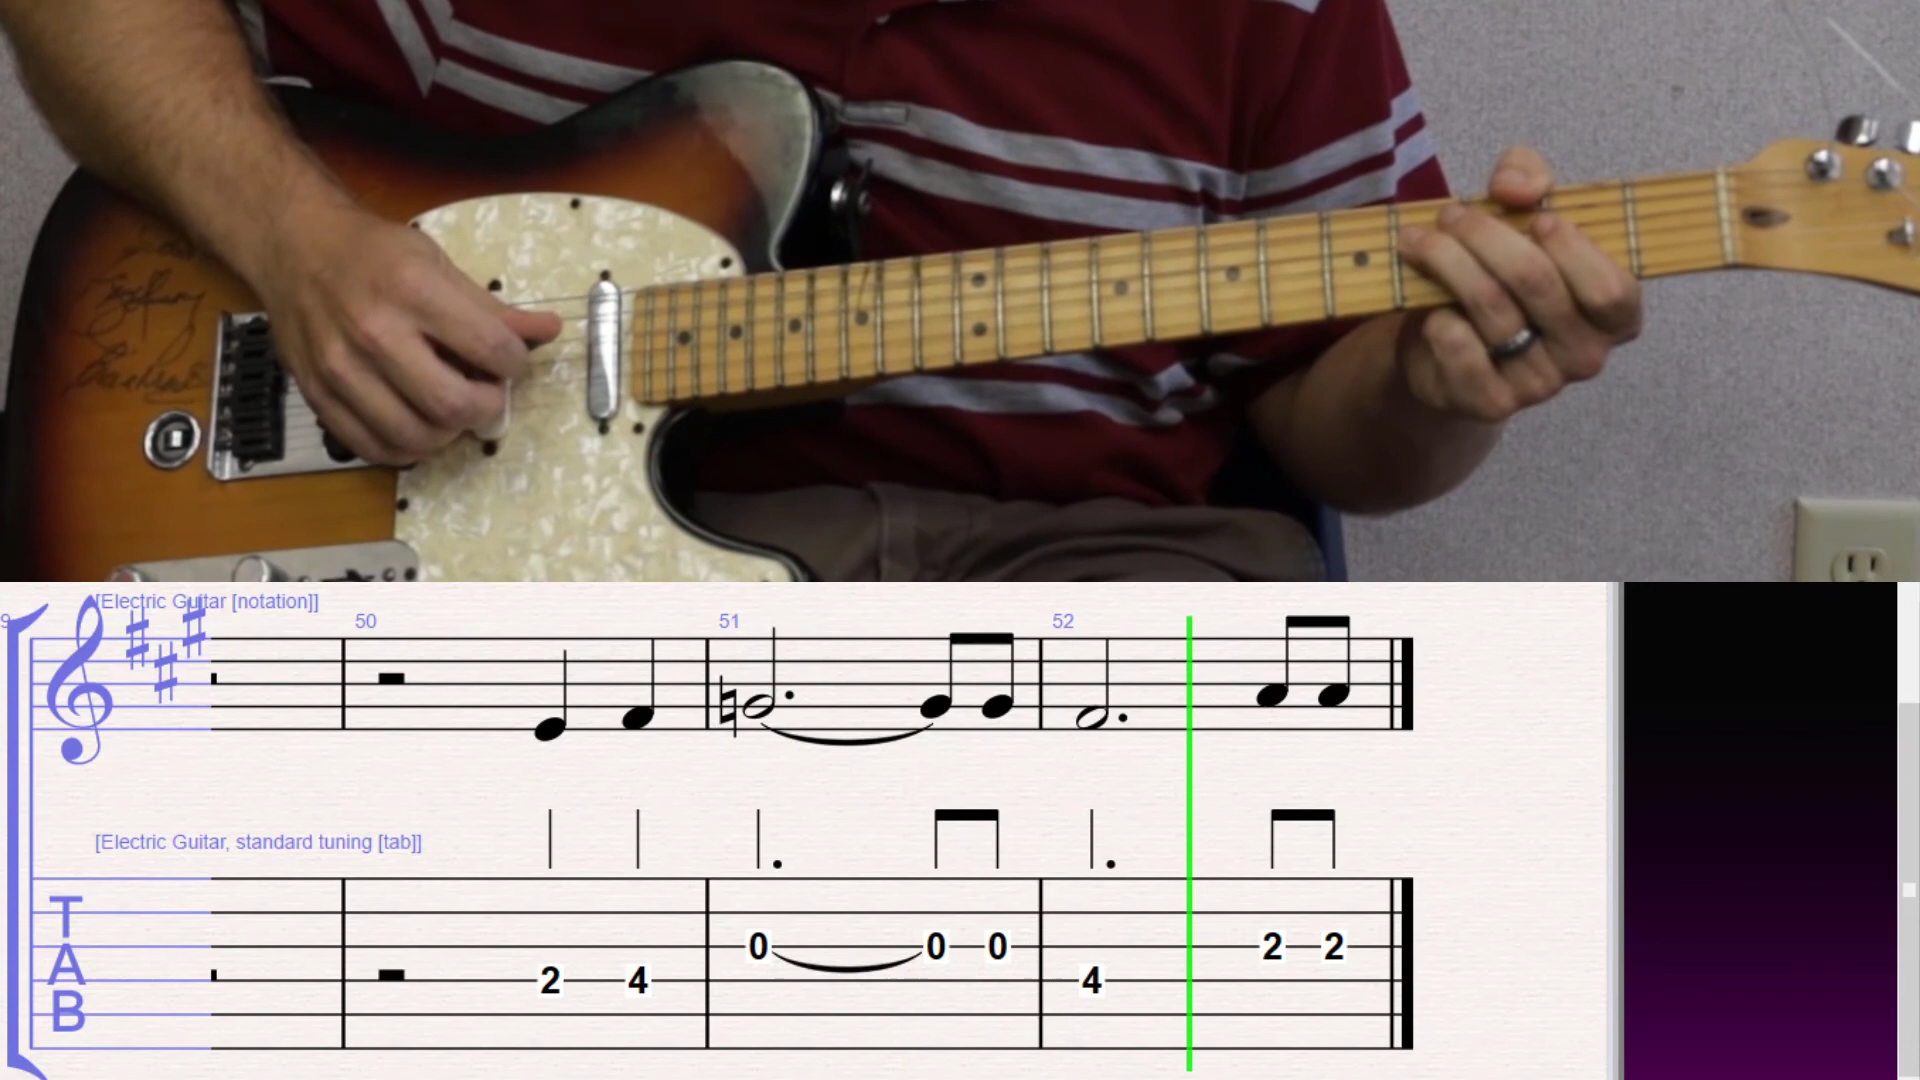 [Electric Guitar [notation]]
9 50 51 52
[Electric Guitar, standard tuning [tab]]
T
A
B
0 0 0 2 2
2 4 4